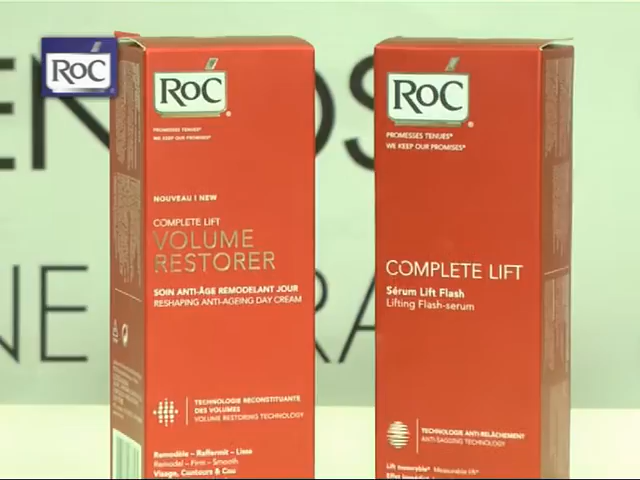 RoC
RoC
PROMESSES TENUES®
WE KEEP OUR PROMISES®
NOUVEAU | NEW
COMPLETE LIFT
VOLUME
RESTORER
SOIN ANTI-ÂGE REMODELANT JOUR
RESHAPING ANTI-AGEING DAY CREAM
TECHNOLOGIE RECONSTITUANTE
DES VOLUMES
VOLUME RESTORING TECHNOLOGY
Remodèle – Raffermit – Lisse
Remodel – Firm – Smooth
Visage, Contours & Cou
RoC
PROMESSES TENUES®
WE KEEP OUR PROMISES®
COMPLETE LIFT
Sérum Lift Flash
Lifting Flash-serum
TECHNOLOGIE ANTI-RELÂCHEMENT
ANTI-SAGGING TECHNOLOGY
Lift mesurable* Measurable lift*